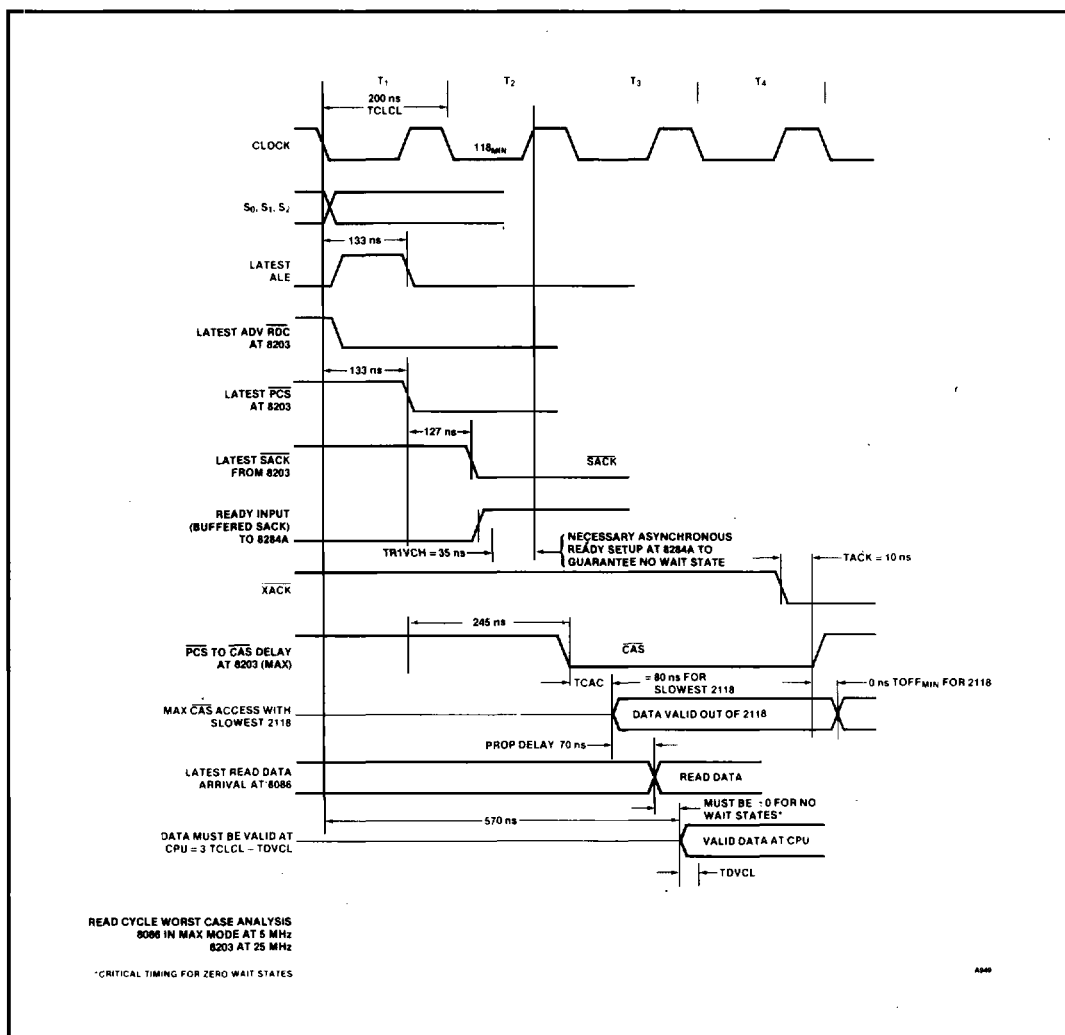 T₁ T₂ T₃ T₄
200 ns
TCLCL
CLOCK
118MIN
S₀, S₁, S₂
133 ns
LATEST
ALE
LATEST ADV RDC
AT 8203
133 ns
LATEST PCS
AT 8203
127 ns
LATEST SACK
FROM 8203
SACK
READY INPUT
(BUFFERED SACK)
TO 8284A
TR1VCH = 35 ns
NECESSARY ASYNCHRONOUS
READY SETUP AT 8284A TO
GUARANTEE NO WAIT STATE
TACK = 10 ns
XACK
245 ns
PCS TO CAS DELAY
AT 8203 (MAX)
CAS
TCAC
= 80 ns FOR
SLOWEST 2118
0 ns TOFFMIN FOR 2118
MAX CAS ACCESS WITH
SLOWEST 2118
DATA VALID OUT OF 2118
PROP DELAY 70 ns
LATEST READ DATA
ARRIVAL AT 8086
READ DATA
MUST BE 0 FOR NO
WAIT STATES*
570 ns
DATA MUST BE VALID AT
CPU = 3 TCLCL – TDVCL
VALID DATA AT CPU
TDVCL
READ CYCLE WORST CASE ANALYSIS
8086 IN MAX MODE AT 5 MHz
8203 AT 25 MHz
*CRITICAL TIMING FOR ZERO WAIT STATES